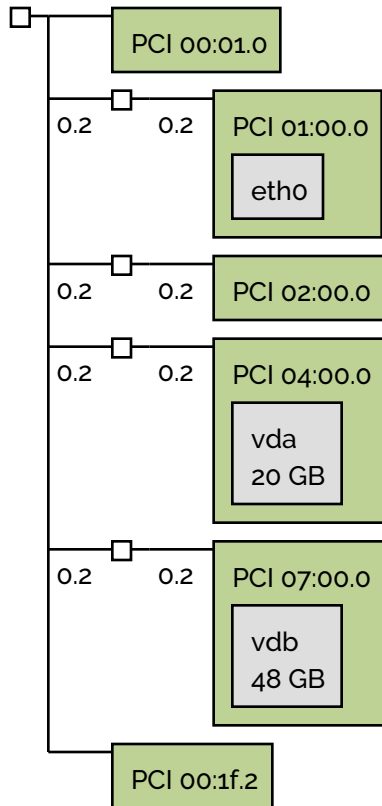 PCI 00:01.0
0.2 0.2 PCI 01:00.0
eth0
0.2 0.2 PCI 02:00.0
0.2 0.2 PCI 04:00.0
vda
20 GB
0.2 0.2 PCI 07:00.0
vdb
48 GB
PCI 00:1f.2